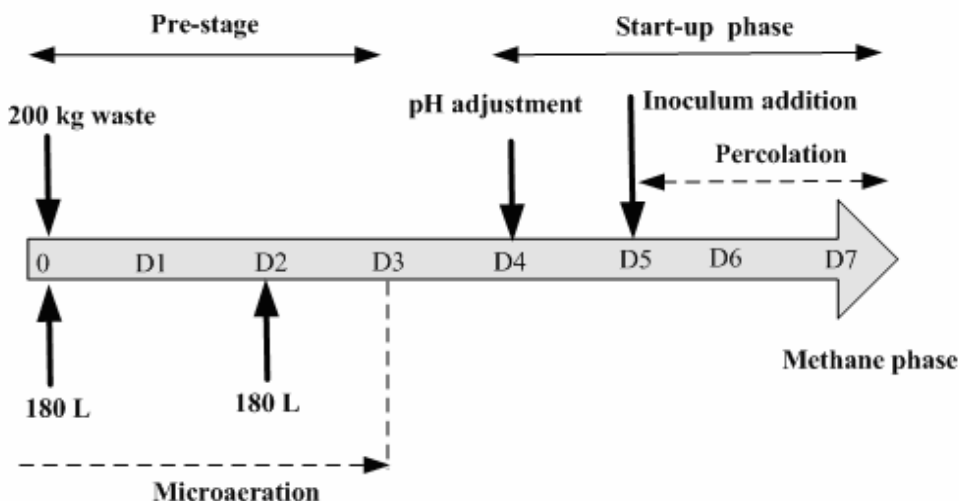 Pre-stage
Start-up phase
200 kg waste
pH adjustment
Inoculum addition
Percolation
0 D1 D2 D3 D4 D5 D6 D7
Methane phase
180 L
180 L
Microaeration